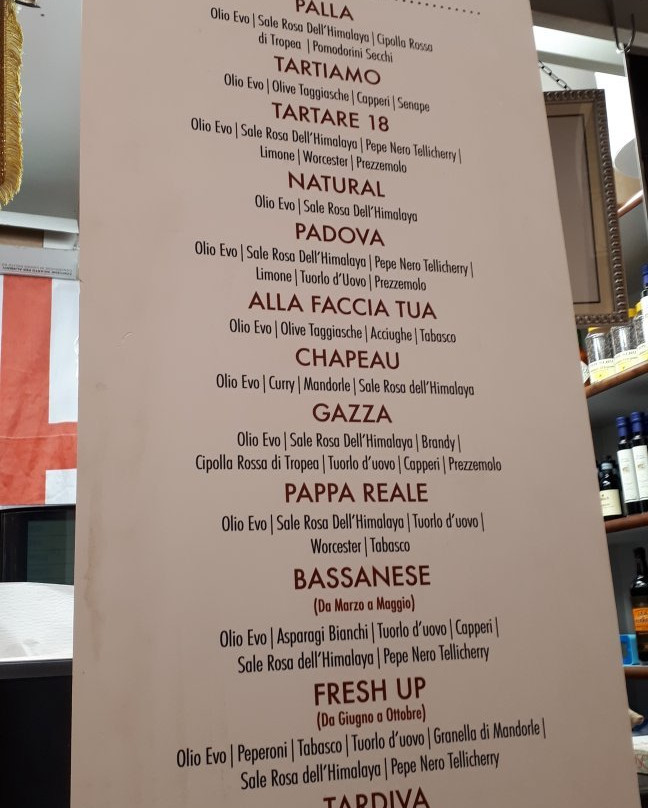 PALLA
Olio Evo | Sale Rosa Dell'Himalaya | Cipolla Rossa
di Tropea | Pomodorini Secchi
TARTIAMO
Olio Evo | Olive Taggiasche | Capperi | Senape
TARTARE 18
Olio Evo | Sale Rosa Dell'Himalaya | Pepe Nero Tellicherry |
Limone | Worcester | Prezzemolo
NATURAL
Olio Evo | Sale Rosa Dell'Himalaya
PADOVA
Olio Evo | Sale Rosa Dell'Himalaya | Pepe Nero Tellicherry |
Limone | Tuorlo d'Uovo | Prezzemolo
ALLA FACCIA TUA
Olio Evo | Olive Taggiasche | Acciughe | Tabasco
CHAPEAU
Olio Evo | Curry | Mandorle | Sale Rosa dell'Himalaya
GAZZA
Olio Evo | Sale Rosa Dell'Himalaya | Brandy |
Cipolla Rossa di Tropea | Tuorlo d'uovo | Capperi | Prezzemolo
PAPPA REALE
Olio Evo | Sale Rosa Dell'Himalaya | Tuorlo d'uovo |
Worcester | Tabasco
BASSANESE
(Da Marzo a Maggio)
Olio Evo | Asparagi Bianchi | Tuorlo d'uovo | Capperi |
Sale Rosa dell'Himalaya | Pepe Nero Tellicherry
FRESH UP
(Da Giugno a Ottobre)
Olio Evo | Peperoni | Tabasco | Tuorlo d'uovo | Granella di Mandorle |
Sale Rosa dell'Himalaya | Pepe Nero Tellicherry
TARDIVA